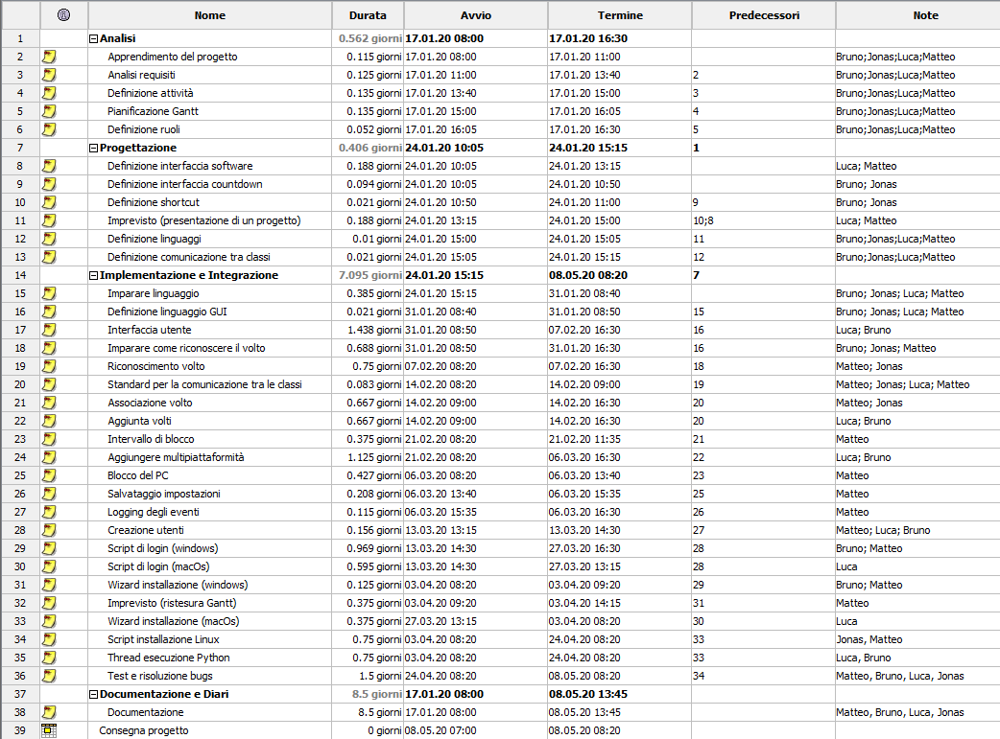 Nome Durata Avvio Termine Predecessori Note
1 Analisi 0.562 giorni 17.01.20 08:00 17.01.20 16:30
2 Apprendimento del progetto 0.115 giorni 17.01.20 08:00 17.01.20 11:00 Bruno;Jonas;Luca;Matteo
3 Analisi requisiti 0.125 giorni 17.01.20 11:00 17.01.20 13:40 2 Bruno;Jonas;Luca;Matteo
4 Definizione attività 0.135 giorni 17.01.20 13:40 17.01.20 15:00 3 Bruno;Jonas;Luca;Matteo
5 Pianificazione Gantt 0.135 giorni 17.01.20 15:00 17.01.20 16:05 4 Bruno;Jonas;Luca;Matteo
6 Definizione ruoli 0.052 giorni 17.01.20 16:05 17.01.20 16:30 5 Bruno;Jonas;Luca;Matteo
7 Progettazione 0.406 giorni 24.01.20 10:05 24.01.20 15:15 1
8 Definizione interfaccia software 0.188 giorni 24.01.20 10:05 24.01.20 13:15 Luca; Matteo
9 Definizione interfaccia countdown 0.094 giorni 24.01.20 10:05 24.01.20 10:50 Bruno; Jonas
10 Definizione shortcut 0.021 giorni 24.01.20 10:50 24.01.20 11:00 9 Bruno; Jonas
11 Imprevisto (presentazione di un progetto) 0.188 giorni 24.01.20 13:15 24.01.20 15:00 10;8 Luca; Matteo
12 Definizione linguaggi 0.01 giorni 24.01.20 15:00 24.01.20 15:05 11 Bruno;Jonas;Luca;Matteo
13 Definizione comunicazione tra classi 0.021 giorni 24.01.20 15:05 24.01.20 15:15 12 Bruno;Jonas;Luca;Matteo
14 Implementazione e Integrazione 7.095 giorni 24.01.20 15:15 08.05.20 08:20 7
15 Imparare linguaggio 0.385 giorni 24.01.20 15:15 31.01.20 08:40 Bruno; Jonas; Luca; Matteo
16 Definizione linguaggio GUI 0.021 giorni 31.01.20 08:40 31.01.20 08:50 15 Bruno; Jonas; Luca; Matteo
17 Interfaccia utente 1.438 giorni 31.01.20 08:50 07.02.20 16:30 16 Luca; Bruno
18 Imparare come riconoscere il volto 0.688 giorni 31.01.20 08:50 31.01.20 16:30 16 Bruno; Jonas; Matteo
19 Riconoscimento volto 0.75 giorni 07.02.20 08:20 07.02.20 16:30 18 Matteo; Jonas
20 Standard per la comunicazione tra le classi 0.083 giorni 14.02.20 08:20 14.02.20 09:00 19 Matteo; Jonas; Luca; Matteo
21 Associazione volto 0.667 giorni 14.02.20 09:00 14.02.20 16:30 20 Matteo; Jonas
22 Aggiunta volti 0.667 giorni 14.02.20 09:00 14.02.20 16:30 20 Luca; Bruno
23 Intervallo di blocco 0.375 giorni 21.02.20 08:20 21.02.20 11:35 21 Matteo
24 Aggiungere multipiattaformità 1.125 giorni 21.02.20 08:20 06.03.20 16:30 22 Luca; Bruno
25 Blocco del PC 0.427 giorni 06.03.20 08:20 06.03.20 13:40 23 Matteo
26 Salvataggio impostazioni 0.208 giorni 06.03.20 13:40 06.03.20 15:35 25 Matteo
27 Logging degli eventi 0.115 giorni 06.03.20 15:35 06.03.20 16:30 26 Matteo
28 Creazione utenti 0.156 giorni 13.03.20 13:15 13.03.20 14:30 27 Matteo; Luca; Bruno
29 Script di login (windows) 0.969 giorni 13.03.20 14:30 27.03.20 16:30 28 Bruno; Matteo
30 Script di login (macOs) 0.595 giorni 13.03.20 14:30 27.03.20 13:15 28 Luca
31 Wizard installazione (windows) 0.125 giorni 03.04.20 08:20 03.04.20 09:20 29 Bruno; Matteo
32 Imprevisto (ristesura Gantt) 0.375 giorni 03.04.20 09:20 03.04.20 14:15 31 Matteo
33 Wizard installazione (macOs) 0.375 giorni 27.03.20 13:15 03.04.20 08:20 30 Luca
34 Script installazione Linux 0.75 giorni 03.04.20 08:20 24.04.20 08:20 33 Jonas, Matteo
35 Thread esecuzione Python 0.75 giorni 03.04.20 08:20 24.04.20 08:20 33 Luca, Bruno
36 Test e risoluzione bugs 1.5 giorni 24.04.20 08:20 08.05.20 08:20 34 Matteo, Bruno, Luca, Jonas
37 Documentazione e Diari 8.5 giorni 17.01.20 08:00 08.05.20 13:45
38 Documentazione 8.5 giorni 17.01.20 08:00 08.05.20 13:45 Matteo, Bruno, Luca, Jonas
39 Consegna progetto 0 giorni 08.05.20 07:00 08.05.20 08:20